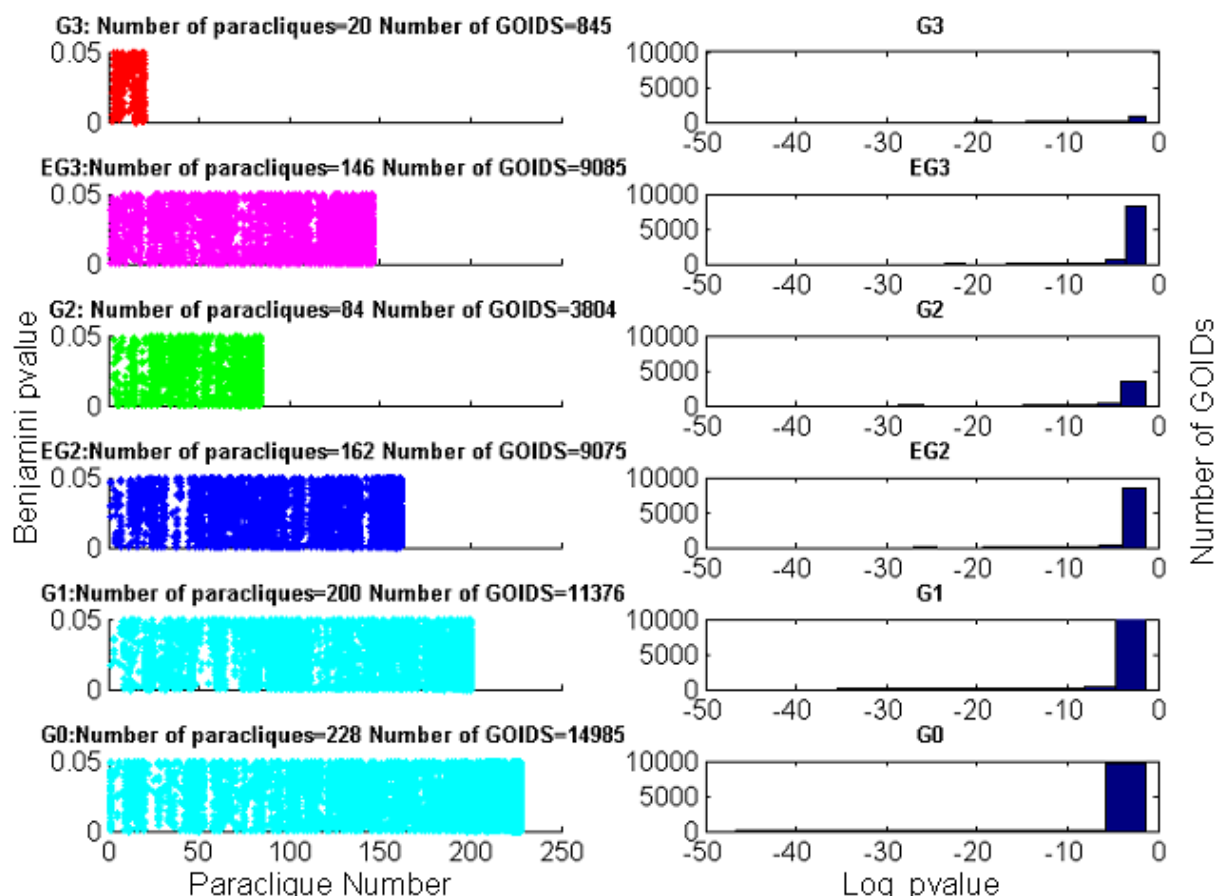 G3: Number of paracliques=20 Number of GOIDS=845
G3
0.05
0
0 50 100 150 200 250
10000
5000
0
-50 -40 -30 -20 -10 0
EG3:Number of paracliques=146 Number of GOIDS=9085
EG3
0.05
0
10000
5000
0
-50 -40 -30 -20 -10 0
G2: Number of paracliques=84 Number of GOIDS=3804
G2
0.05
0
10000
5000
0
-50 -40 -30 -20 -10 0
EG2:Number of paracliques=162 Number of GOIDS=9075
EG2
0.05
0
10000
5000
0
-50 -40 -30 -20 -10 0
G1:Number of paracliques=200 Number of GOIDS=11376
G1
0.05
0
10000
5000
0
-50 -40 -30 -20 -10 0
G0:Number of paracliques=228 Number of GOIDS=14985
G0
0.05
0
0 50 100 150 200 250
10000
5000
0
-50 -40 -30 -20 -10 0
Benjamini pvalue
Number of GOIDs
Paraclique Number
Log pvalue